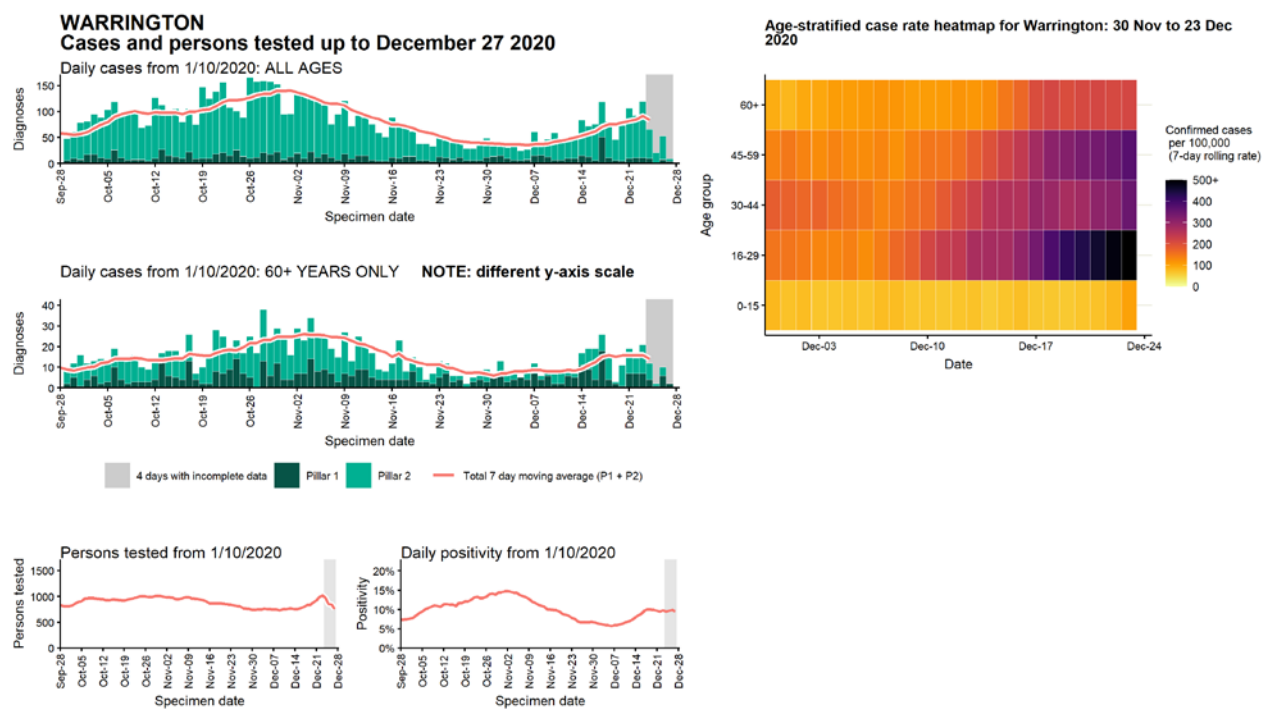 WARRINGTON
Cases and persons tested up to December 27 2020
Daily cases from 1/10/2020: ALL AGES
Diagnoses
150
100
50
0
Sep-28
Oct-05
Oct-12
Oct-19
Oct-26
Nov-02
Nov-09
Nov-16
Nov-23
Nov-30
Dec-07
Dec-14
Dec-21
Dec-28
Specimen date
Daily cases from 1/10/2020: 60+ YEARS ONLY NOTE: different y-axis scale
Diagnoses
40
30
20
10
0
Sep-28
Oct-05
Oct-12
Oct-19
Oct-26
Nov-02
Nov-09
Nov-16
Nov-23
Nov-30
Dec-07
Dec-14
Dec-21
Dec-28
Specimen date
4 days with incomplete data Pillar 1 Pillar 2 Total 7 day moving average (P1 + P2)
Persons tested from 1/10/2020
Persons tested
1500
1000
500
0
Sep-28
Oct-05
Oct-12
Oct-19
Oct-26
Nov-02
Nov-09
Nov-16
Nov-23
Nov-30
Dec-07
Dec-14
Dec-21
Dec-28
Specimen date
Daily positivity from 1/10/2020
Positivity
20%
15%
10%
5%
0%
Sep-28
Oct-05
Oct-12
Oct-19
Oct-26
Nov-02
Nov-09
Nov-16
Nov-23
Nov-30
Dec-07
Dec-14
Dec-21
Dec-28
Specimen date
Age-stratified case rate heatmap for Warrington: 30 Nov to 23 Dec
2020
Age group
60+
45-59
30-44
16-29
0-15
Dec-03
Dec-10
Dec-17
Dec-24
Date
Confirmed cases
per 100,000
(7-day rolling rate)
500+
400
300
200
100
0